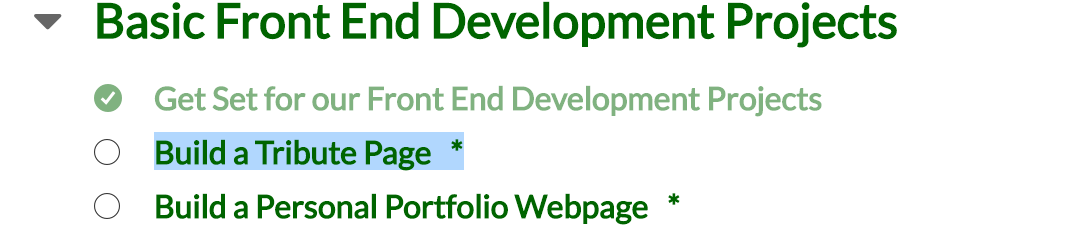 Basic Front End Development Projects
Get Set for our Front End Development Projects
Build a Tribute Page *
Build a Personal Portfolio Webpage *